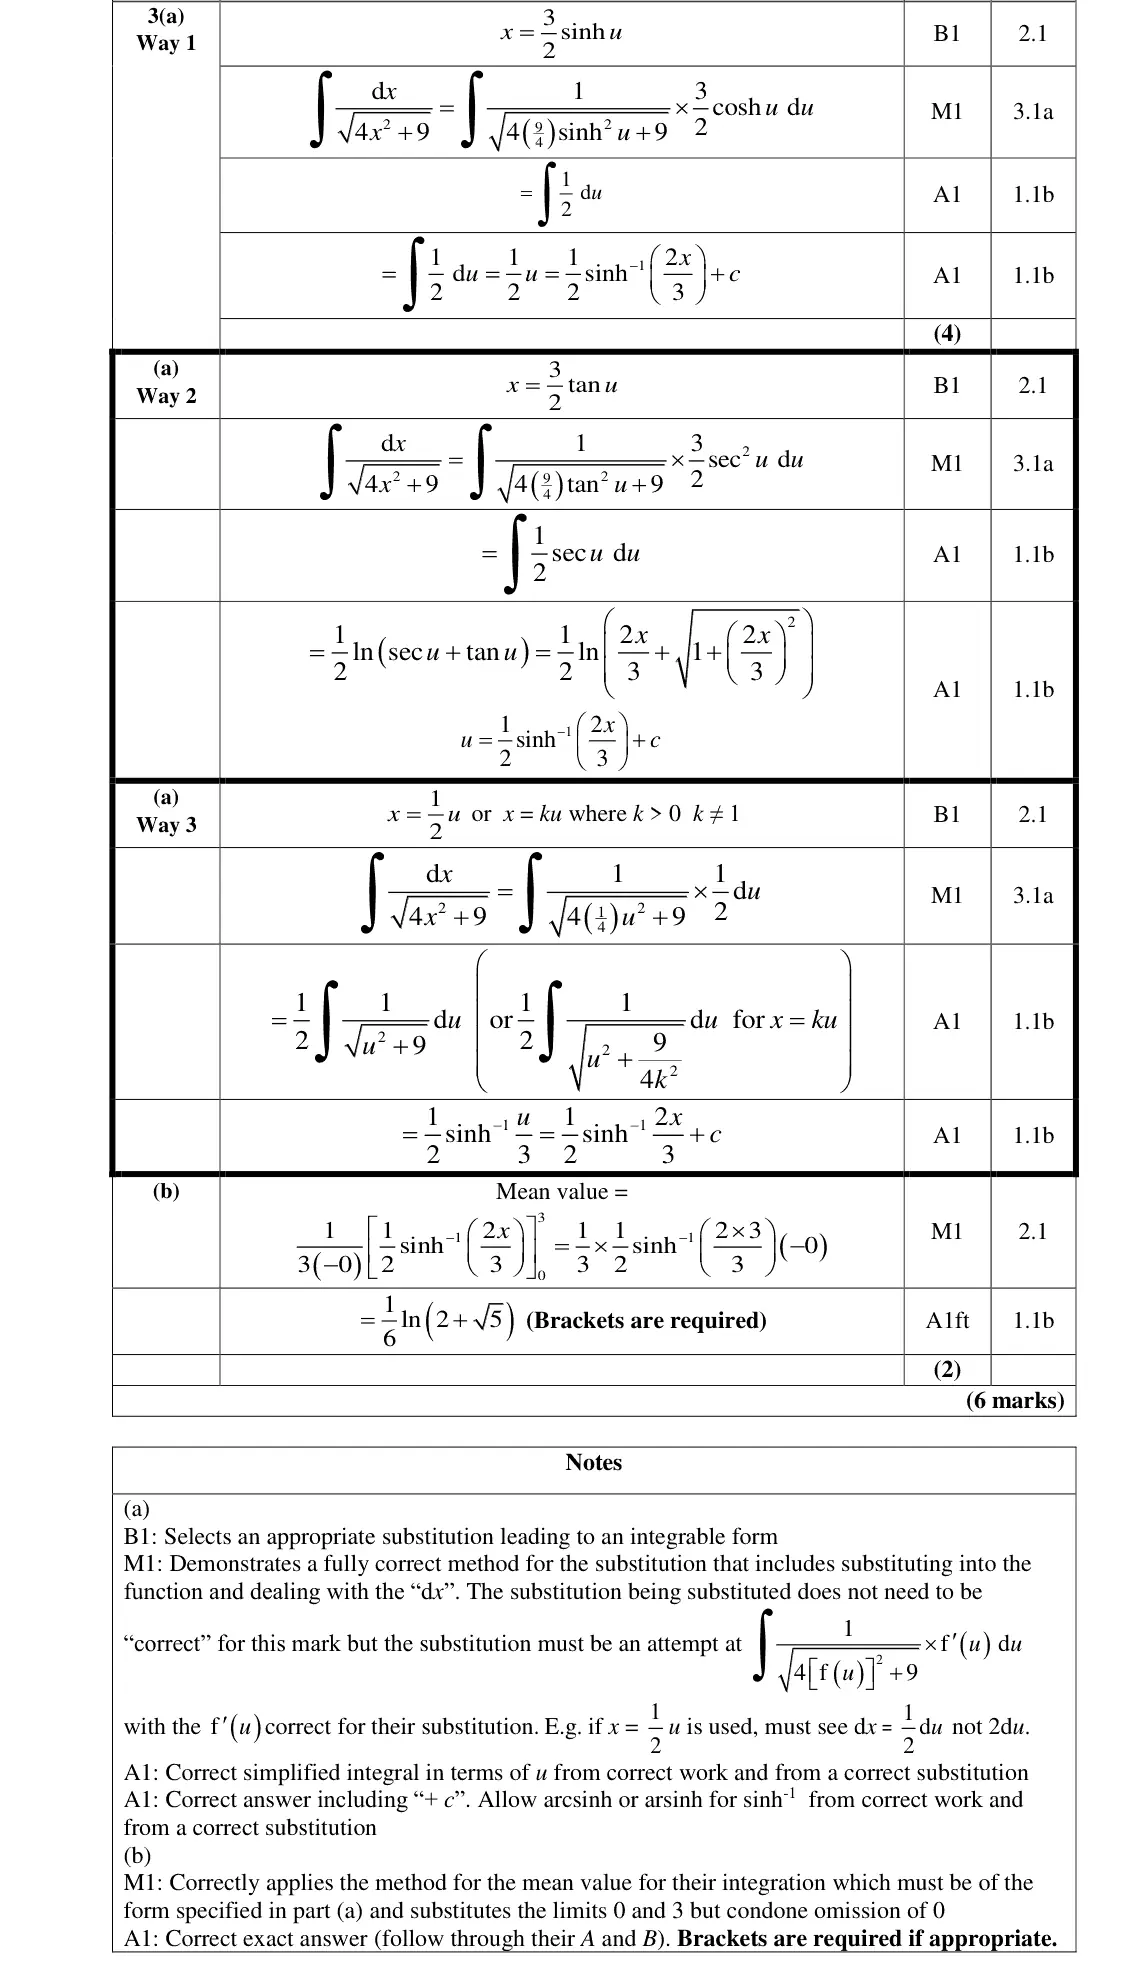 3(a)
Way 1
x = 3/2 sinh u
B1
2.1
∫ dx/√(4x² + 9) = ∫ 1/√(4(9/4)sinh² u + 9) × 3/2 cosh u du
M1
3.1a
= ∫ 1/2 du
A1
1.1b
= ∫ 1/2 du = 1/2 u = 1/2 sinh⁻¹(2x/3) + c
A1
1.1b
(4)
(a)
Way 2
x = 3/2 tan u
B1
2.1
∫ dx/√(4x² + 9) = ∫ 1/√(4(9/4)tan² u + 9) × 3/2 sec² u du
M1
3.1a
= ∫ 1/2 sec u du
A1
1.1b
= 1/2 ln(sec u + tan u) = 1/2 ln(2x/3 + √(1 + (2x/3)²))
u = 1/2 sinh⁻¹(2x/3) + c
A1
1.1b
(a)
Way 3
x = 1/2 u or x = ku where k > 0 k ≠ 1
B1
2.1
∫ dx/√(4x² + 9) = ∫ 1/√(4(1/4)u² + 9) × 1/2 du
M1
3.1a
= 1/2 ∫ 1/√(u² + 9) du (or 1/2 ∫ 1/√(u² + 9/4k²) du for x = ku)
A1
1.1b
= 1/2 sinh⁻¹ u/3 = 1/2 sinh⁻¹ 2x/3 + c
A1
1.1b
(b)
Mean value =
1/3(−0) [1/2 sinh⁻¹(2x/3)]₀³ = 1/3 × 1/2 sinh⁻¹(2×3/3)(−0)
M1
2.1
= 1/6 ln(2 + √5) (Brackets are required)
A1ft
1.1b
(2)
(6 marks)
Notes
(a)
B1: Selects an appropriate substitution leading to an integrable form
M1: Demonstrates a fully correct method for the substitution that includes substituting into the
function and dealing with the “dx”. The substitution being substituted does not need to be
“correct” for this mark but the substitution must be an attempt at ∫ 1/√(4[f(u)]² + 9) × f′(u) du
with the f′(u) correct for their substitution. E.g. if x = 1/2 u is used, must see dx = 1/2 du not 2du.
A1: Correct simplified integral in terms of u from correct work and from a correct substitution
A1: Correct answer including “+ c”. Allow arcsinh or arsinh for sinh⁻¹ from correct work and
from a correct substitution
(b)
M1: Correctly applies the method for the mean value for their integration which must be of the
form specified in part (a) and substitutes the limits 0 and 3 but condone omission of 0
A1: Correct exact answer (follow through their A and B). Brackets are required if appropriate.